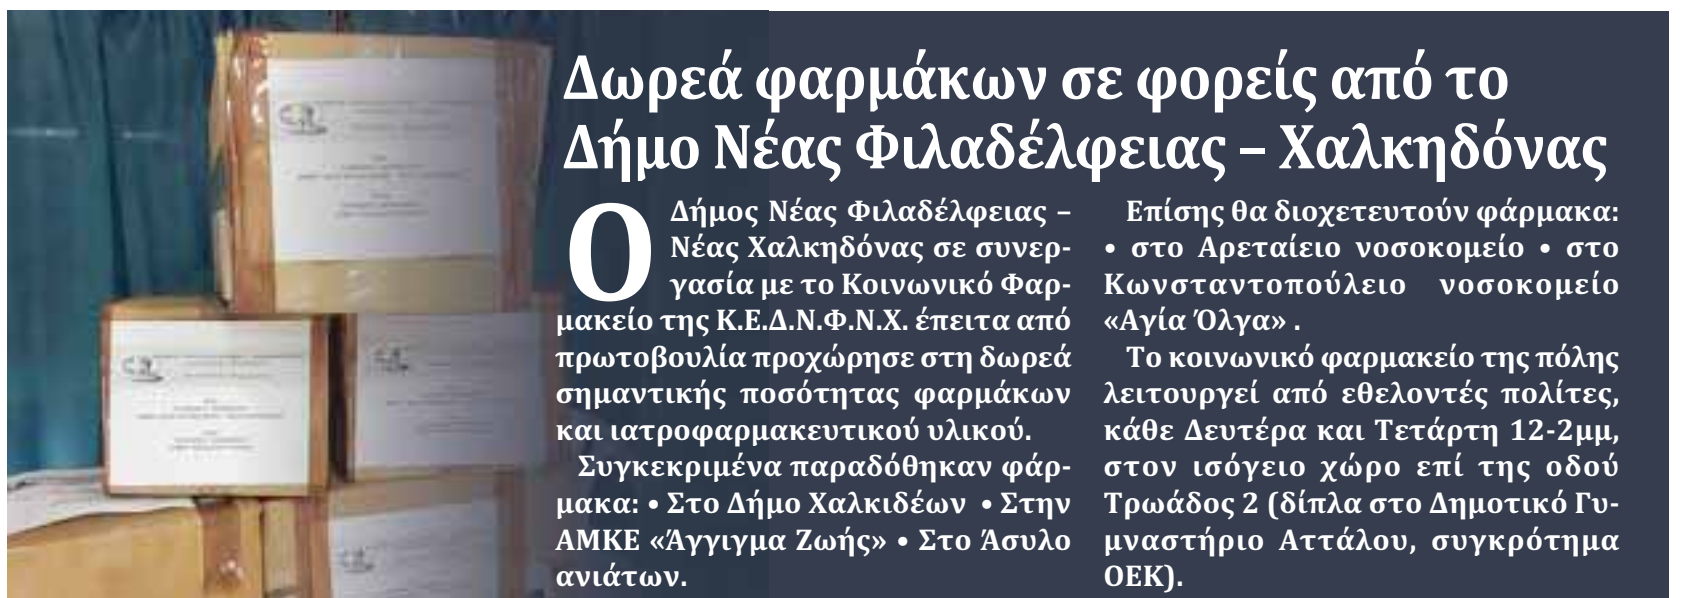 Δωρεά φαρμάκων σε φορείς από το
Δήμο Νέας Φιλαδέλφειας – Χαλκηδόνας
Ο Δήμος Νέας Φιλαδέλφειας –
Νέας Χαλκηδόνας σε συνερ-
γασία με το Κοινωνικό Φαρ-
μακείο της Κ.Ε.Δ.Ν.Φ.Ν.Χ. έπειτα από
πρωτοβουλία προχώρησε στη δωρεά
σημαντικής ποσότητας φαρμάκων
και ιατροφαρμακευτικού υλικού.
Συγκεκριμένα παραδόθηκαν φάρ-
μακα: • Στο Δήμο Χαλκιδέων • Στην
ΑΜΚΕ «Άγγιγμα Ζωής» • Στο Άσυλο
ανιάτων.
Επίσης θα διοχετευτούν φάρμακα:
• στο Αρεταίειο νοσοκομείο • στο
Κωνσταντοπούλειο νοσοκομείο
«Αγία Όλγα» .
Το κοινωνικό φαρμακείο της πόλης
λειτουργεί από εθελοντές πολίτες,
κάθε Δευτέρα και Τετάρτη 12-2μμ,
στον ισόγειο χώρο επί της οδού
Τρωάδος 2 (δίπλα στο Δημοτικό Γυ-
μναστήριο Αττάλου, συγκρότημα
ΟΕΚ).